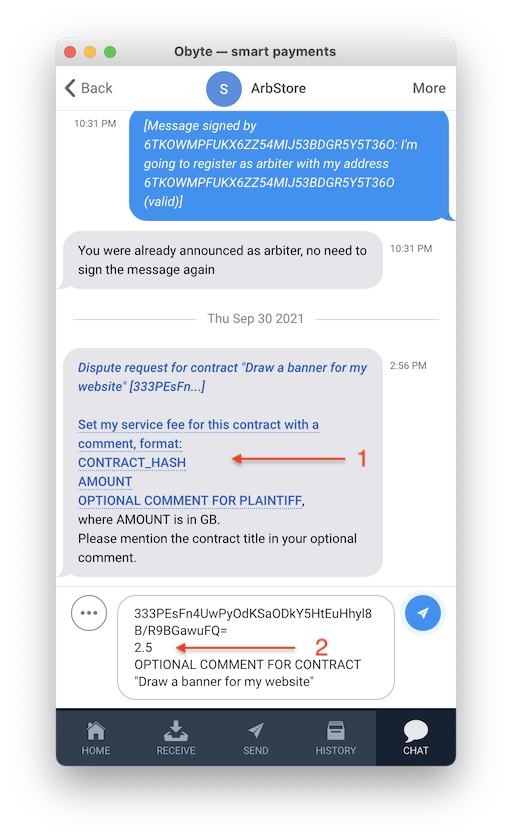 Obyte — smart payments
Back
S
ArbStore
More
10:31 PM
[Message signed by
6TKOWMPFUKX6ZZ54MIJ53BDGR5Y5T36O: I'm
going to register as arbiter with my address
6TKOWMPFUKX6ZZ54MIJ53BDGR5Y5T36O
(valid)]
You were already announced as arbiter, no need to
sign the message again
10:31 PM
Thu Sep 30 2021
Dispute request for contract "Draw a banner for my
website" [333PEsFn...]
2:56 PM
Set my service fee for this contract with a
comment, format:
CONTRACT_HASH
1
AMOUNT
OPTIONAL COMMENT FOR PLAINTIFF,
where AMOUNT is in GB.
Please mention the contract title in your optional
comment.
333PEsFn4UwPyOdKSaODkY5HtEuHhyl8
B/R9BGawuFQ=
2.5
2
OPTIONAL COMMENT FOR CONTRACT
"Draw a banner for my website"
HOME
RECEIVE
SEND
HISTORY
CHAT